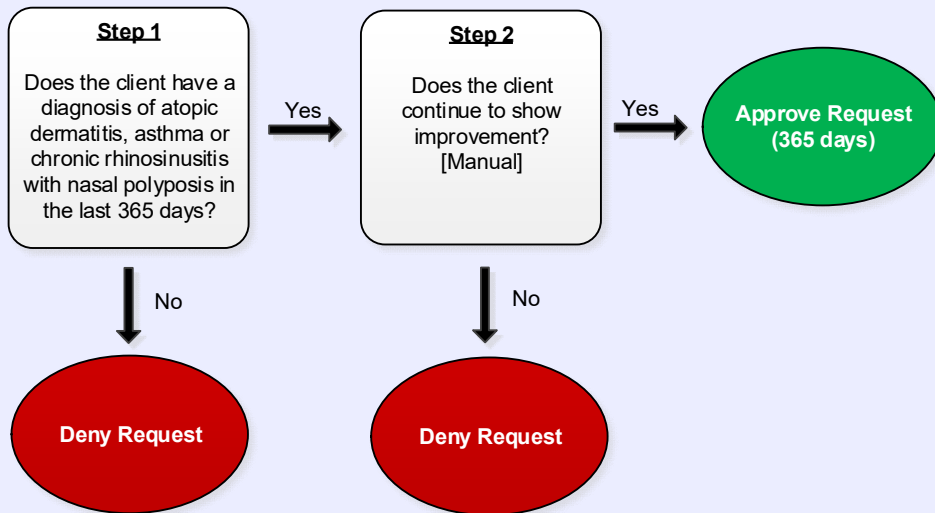 Step 1
Does the client have a
diagnosis of atopic
dermatitis, asthma or
chronic rhinosinusitis
with nasal polyposis in
the last 365 days?
Yes
Step 2
Does the client
continue to show
improvement?
[Manual]
Yes
Approve Request
(365 days)
No
No
Deny Request
Deny Request